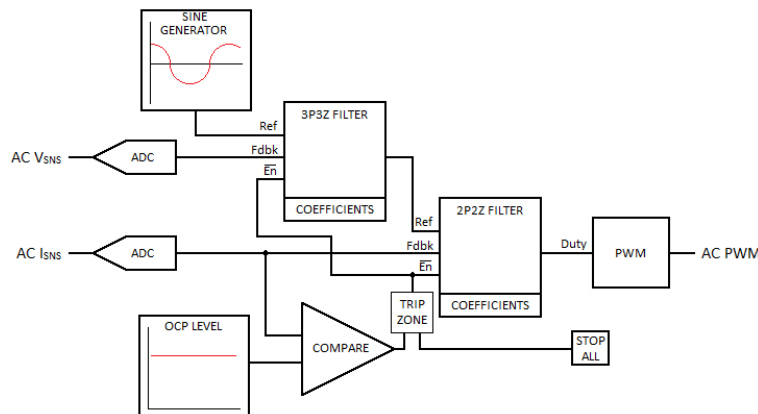 SINE
GENERATOR
3P3Z FILTER
Ref
AC VSNS
ADC
Fdbk
En
COEFFICIENTS
2P2Z FILTER
Ref
AC ISNS
ADC
Fdbk
Duty
PWM
AC PWM
En
TRIP
ZONE
COEFFICIENTS
OCP LEVEL
COMPARE
STOP
ALL